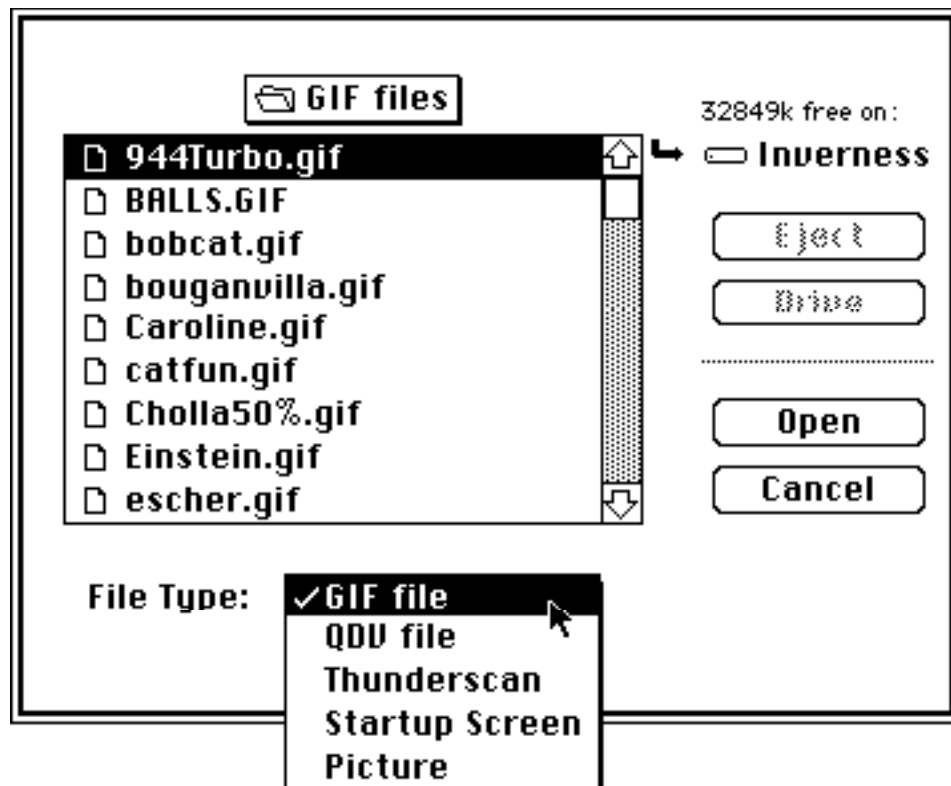 GIF files
944Turbo.gif
BALLS.GIF
bobcat.gif
bouganvilla.gif
Caroline.gif
catfun.gif
Cholla50%.gif
Einstein.gif
escher.gif
32849k free on:
Inverness
Eject
Drive
Open
Cancel
File Type:
✓GIF file
QDV file
Thunderscan
Startup Screen
Picture